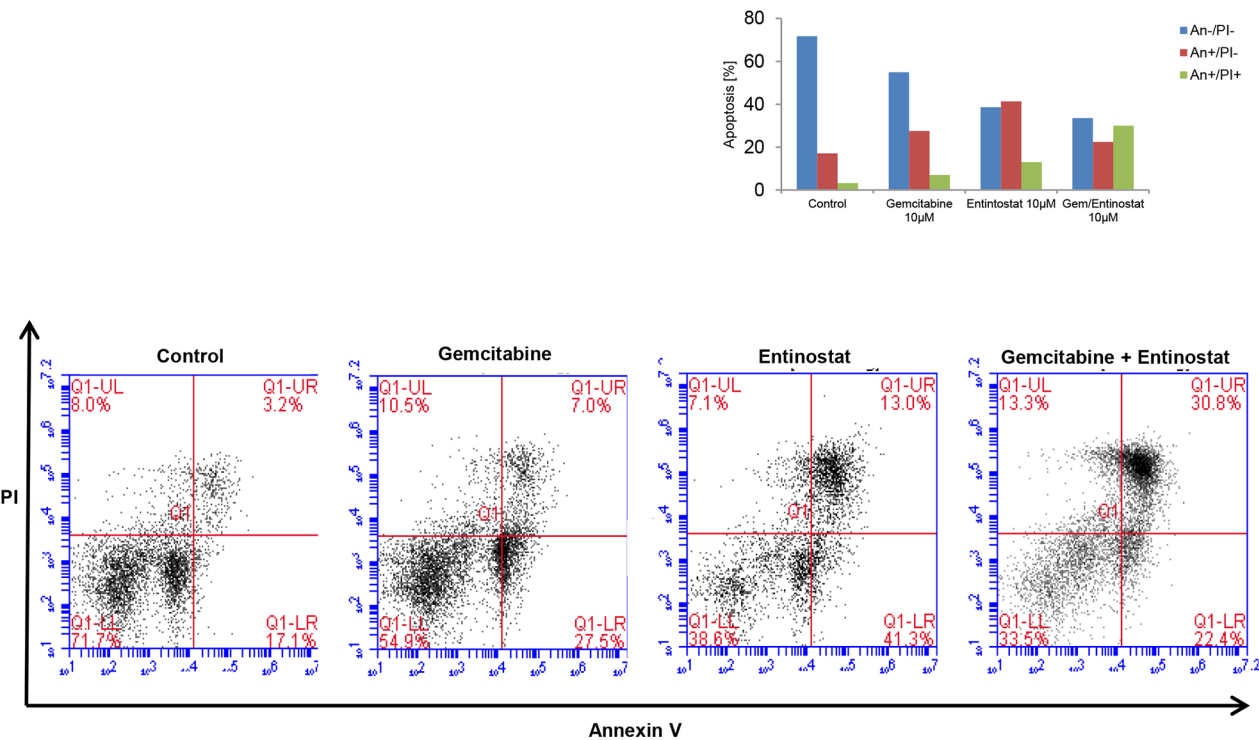 80
60
40
20
0
Apoptosis [%]
An-/PI-
An+/PI-
An+/PI+
Control
Gemcitabine
10µM
Entintostat 10µM
Gem/Entinostat
10µM
Control
Gemcitabine
Entinostat
Gemcitabine + Entinostat
Q1-UL
8.0%
Q1-UR
3.2%
Q1
Q1-LL
71.7%
Q1-LR
17.1%
Q1-UL
10.5%
Q1-UR
7.0%
Q1
Q1-LL
54.9%
Q1-LR
27.5%
Q1-UL
7.1%
Q1-UR
13.0%
Q1
Q1-LL
38.6%
Q1-LR
41.3%
Q1-UL
13.3%
Q1-UR
30.8%
Q1
Q1-LL
33.5%
Q1-LR
22.4%
PI
Annexin V